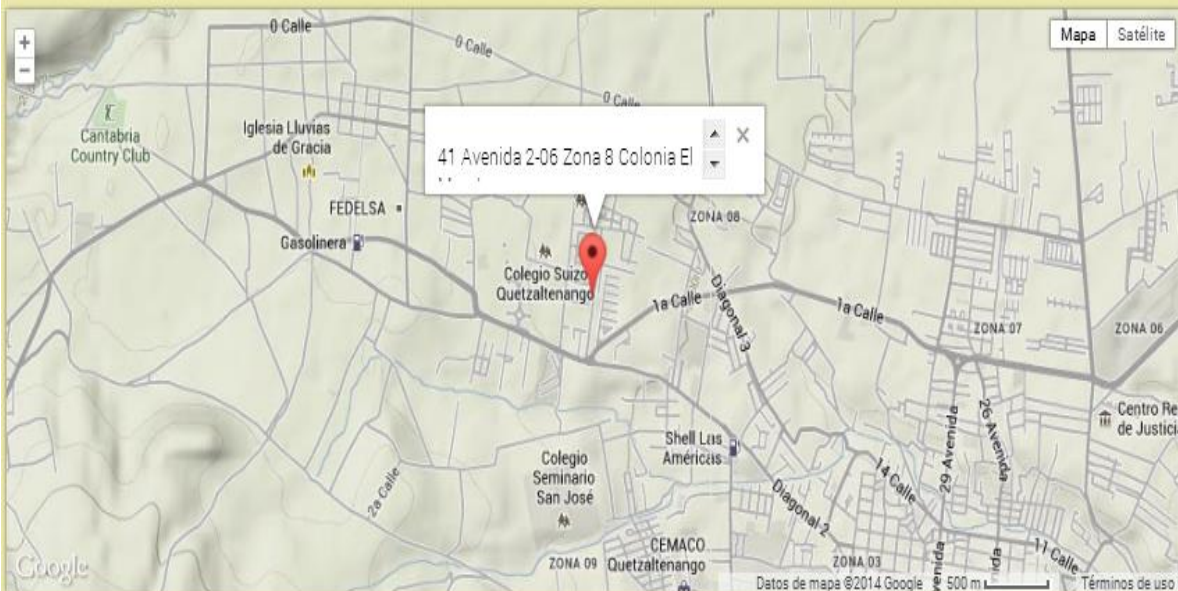 0 Calle
0 Calle
0 Calle
Mapa
Satélite
+
−
Cantabria
Country Club
Iglesia Lluvias
de Gracia
41 Avenida 2-06 Zona 8 Colonia El
FEDELSA
Gasolinera
ZONA 08
Colegio Suizo
Quetzaltenango
1a Calle
Diagonal 3
1a Calle
ZONA 07
ZONA 06
Centro Re
de Justici
2a Calle
Colegio
Seminario
San José
Shell Las
Américas
Diagonal 2
14 Calle
29 Avenida
26 Avenida
11 Calle
CEMACO
Quetzaltenango
ZONA 09
ZONA 03
venida
nida
Google
Datos de mapa ©2014 Google
500 m
Términos de uso